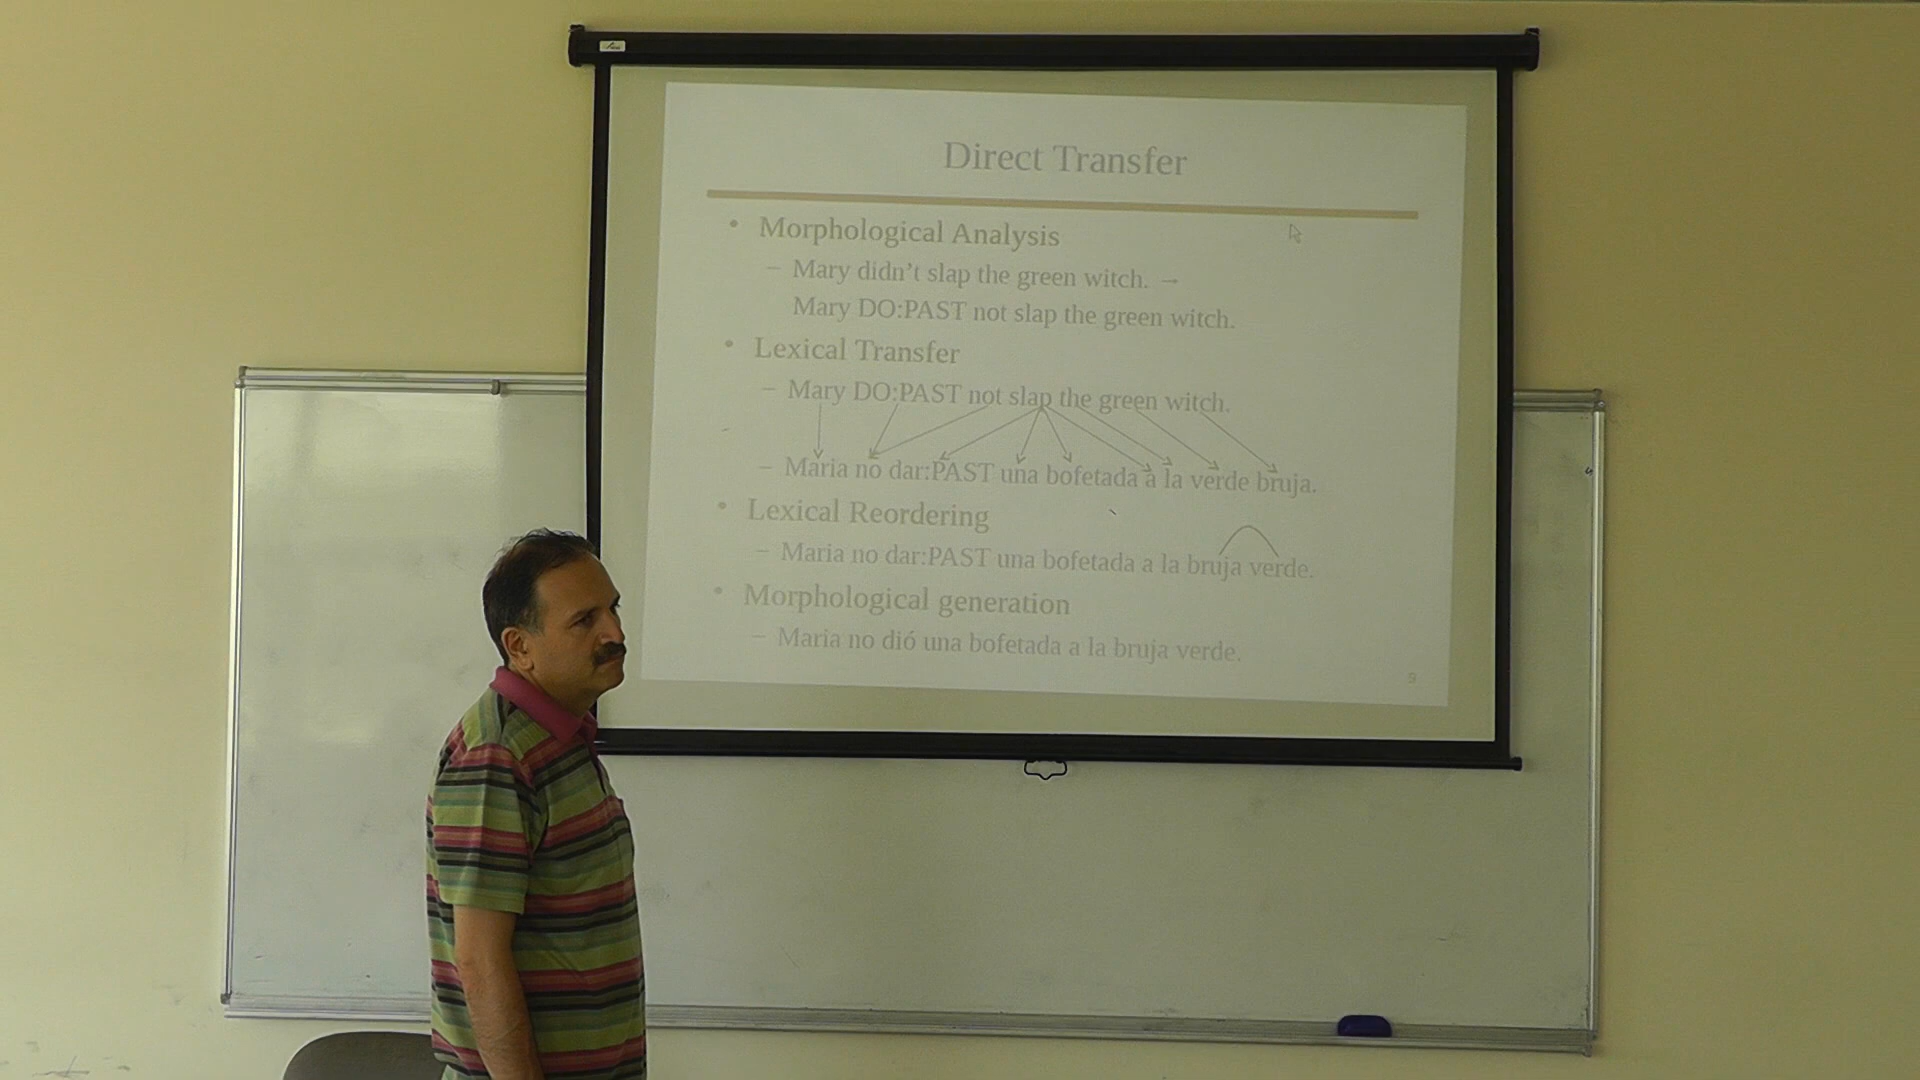 Direct Transfer
• Morphological Analysis
– Mary didn’t slap the green witch. →
Mary DO:PAST not slap the green witch.
• Lexical Transfer
– Mary DO:PAST not slap the green witch.
– Maria no dar:PAST una bofetada a la verde bruja.
• Lexical Reordering
– Maria no dar:PAST una bofetada a la bruja verde.
• Morphological generation
– Maria no dió una bofetada a la bruja verde.
9